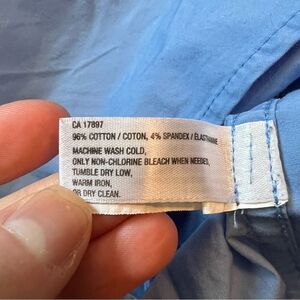 CA 17897
96% COTTON / COTON, 4% SPANDEX / ÉLASTHANNE
MACHINE WASH COLD,
ONLY NON-CHLORINE BLEACH WHEN NEEDED,
TUMBLE DRY LOW,
WARM IRON,
OR DRY CLEAN.